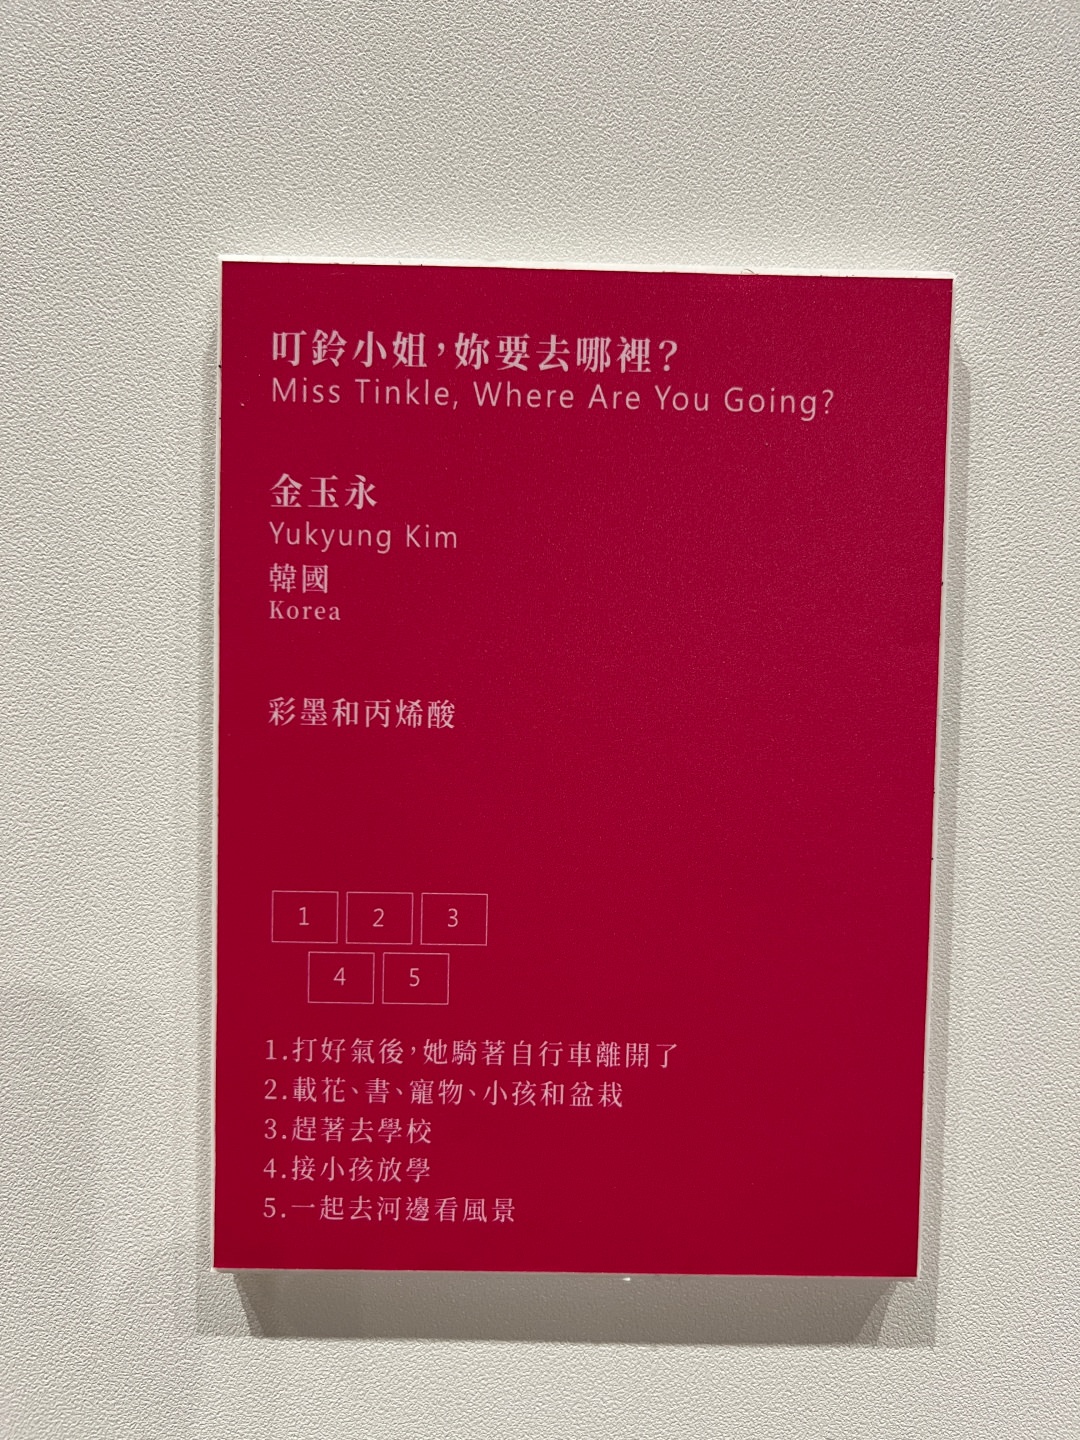 叮鈴小姐，妳要去哪裡？
Miss Tinkle, Where Are You Going?
金玉永
Yukyung Kim
韓國
Korea
彩墨和丙烯酸
1 2 3
4 5
1.打好氣後，她騎著自行車離開了
2.載花、書、寵物、小孩和盆栽
3.趕著去學校
4.接小孩放學
5.一起去河邊看風景